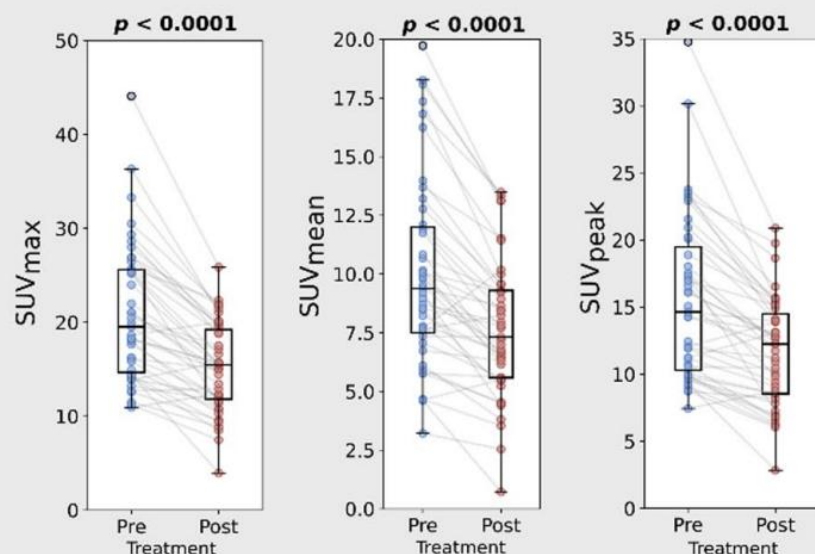 p < 0.0001
SUVmax
50
40
30
20
10
0
Pre
Post
Treatment
p < 0.0001
SUVmean
20.0
17.5
15.0
12.5
10.0
7.5
5.0
2.5
0.0
Pre
Post
Treatment
p < 0.0001
SUVpeak
35
30
25
20
15
10
5
0
Pre
Post
Treatment